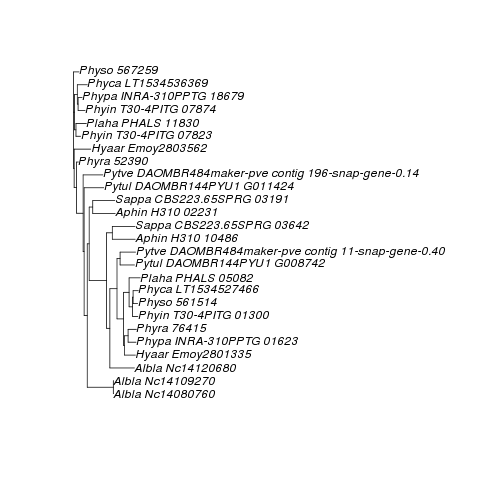 Physo 567259
Phyca LT1534536369
Phypa INRA-310PPTG 18679
Phyin T30-4PITG 07874
Plaha PHALS 11830
Phyin T30-4PITG 07823
Hyaar Emoy2803562
Phyra 52390
Pytve DAOMBR484maker-pve contig 196-snap-gene-0.14
Pytul DAOMBR144PYU1 G011424
Sappa CBS223.65SPRG 03191
Aphin H310 02231
Sappa CBS223.65SPRG 03642
Aphin H310 10486
Pytve DAOMBR484maker-pve contig 11-snap-gene-0.40
Pytul DAOMBR144PYU1 G008742
Plaha PHALS 05082
Phyca LT1534527466
Physo 561514
Phyin T30-4PITG 01300
Phyra 76415
Phypa INRA-310PPTG 01623
Hyaar Emoy2801335
Albla Nc14120680
Albla Nc14109270
Albla Nc14080760